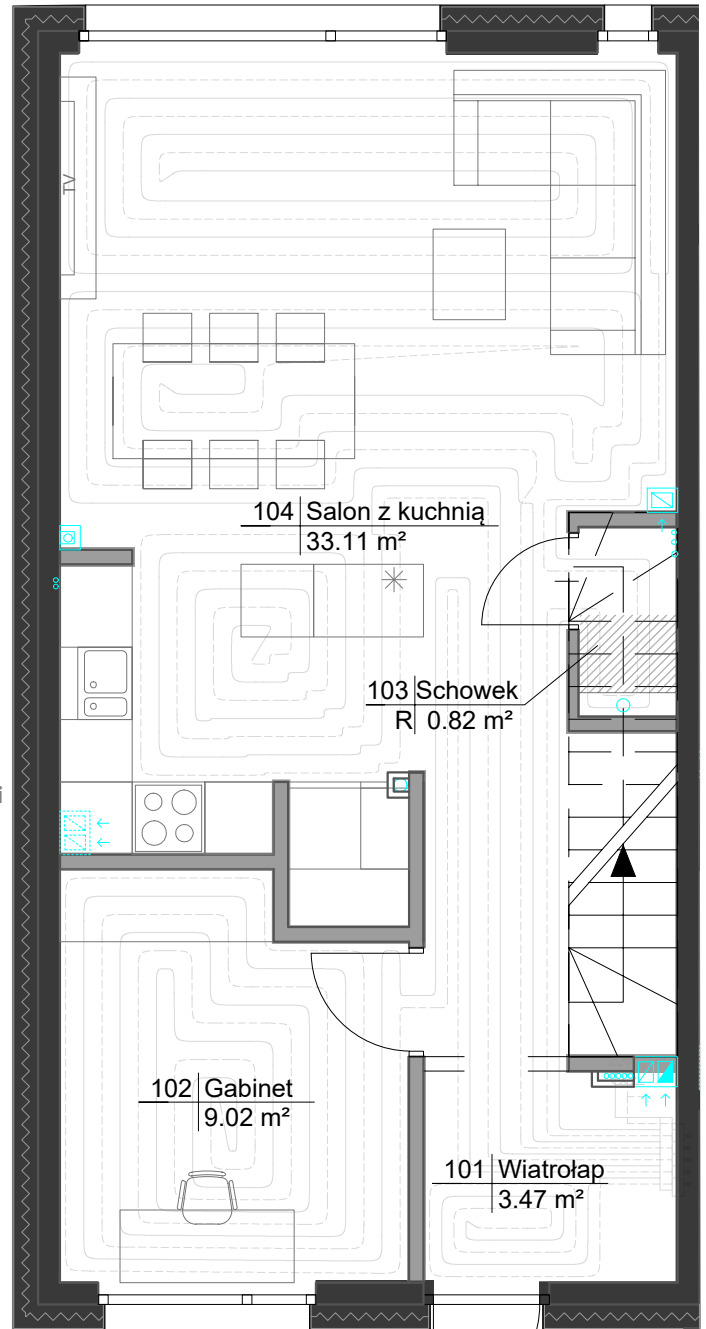 TV
104 Salon z kuchnią
33.11 m²
103 Schowek
R 0.82 m²
i
102 Gabinet
9.02 m²
101 Wiatrołap
3.47 m²